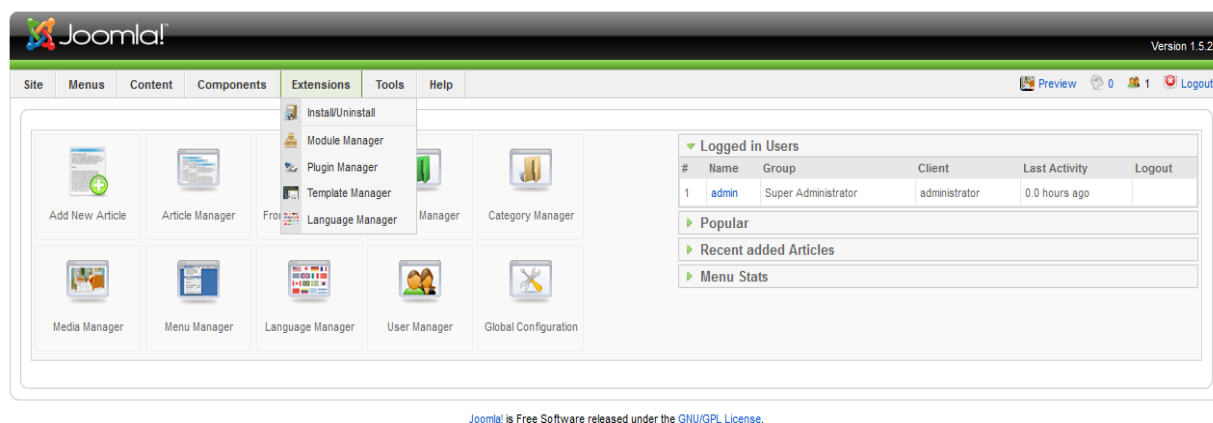 Joomla!
Version 1.5.2
Site Menus Content Components Extensions Tools Help
Preview 0 1 Logout
Install/Uninstall
Module Manager
Plugin Manager
Template Manager
Language Manager
Add New Article Article Manager Manager Category Manager
Media Manager Menu Manager Language Manager User Manager Global Configuration
Logged in Users
# Name Group Client Last Activity Logout
1 admin Super Administrator administrator 0.0 hours ago
Popular
Recent added Articles
Menu Stats
Joomla! is Free Software released under the GNU/GPL License.